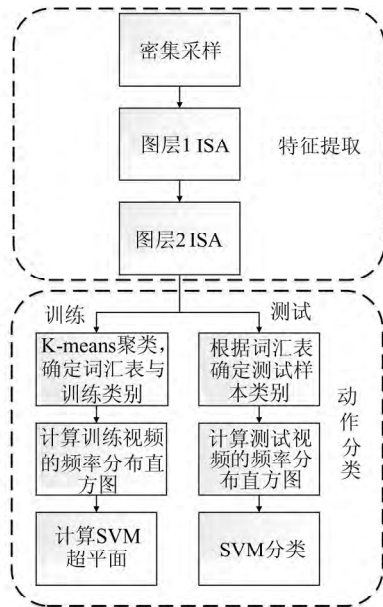 密集采样
图层1 ISA
特征提取
图层2 ISA
训练
测试
K-means聚类,
确定词汇表与
训练类别
根据词汇表
确定测试样
本类别
动作分类
计算训练视频
的频率分布直
方图
计算测试视
频的频率分
布直方图
计算SVM
超平面
SVM分类